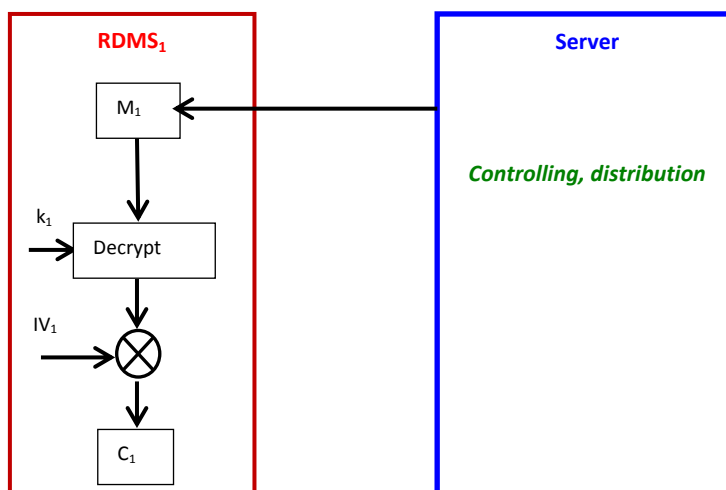 RDMS₁
Server
M₁
Controlling, distribution
k₁
Decrypt
IV₁
C₁